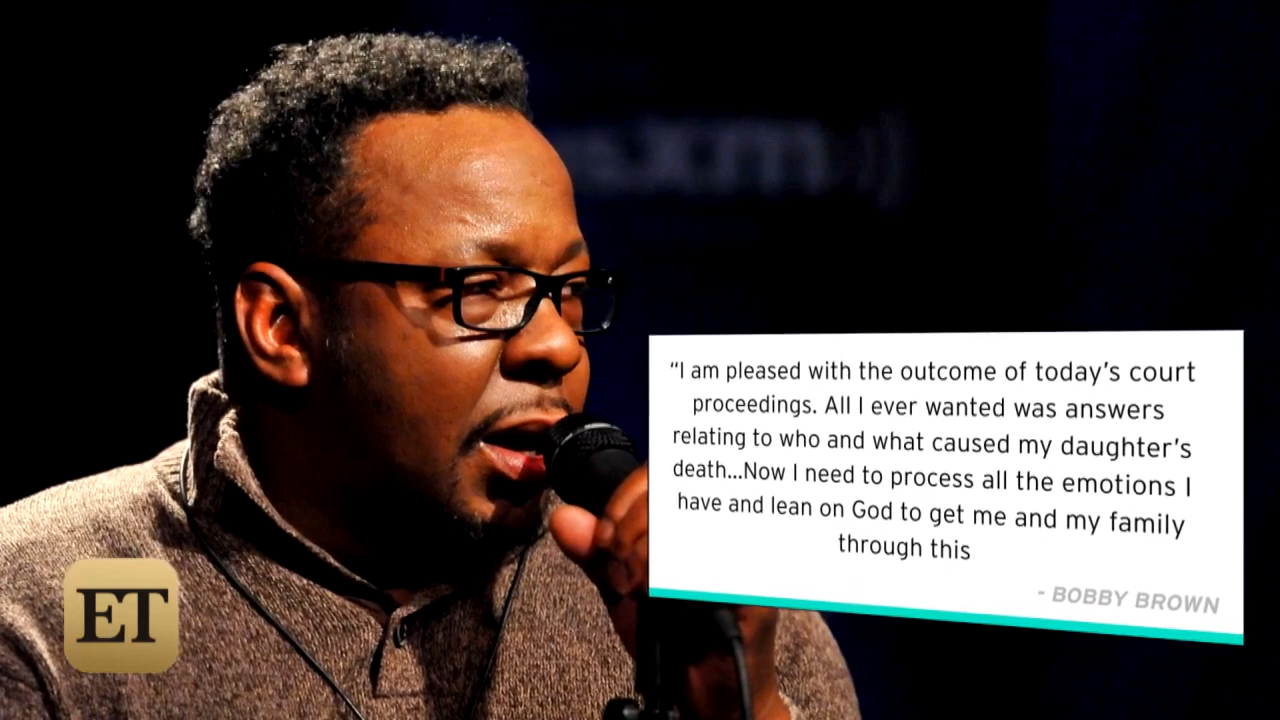 xm
“I am pleased with the outcome of today’s court
proceedings. All I ever wanted was answers
relating to who and what caused my daughter’s
death...Now I need to process all the emotions I
have and lean on God to get me and my family
through this
- BOBBY BROWN
ET